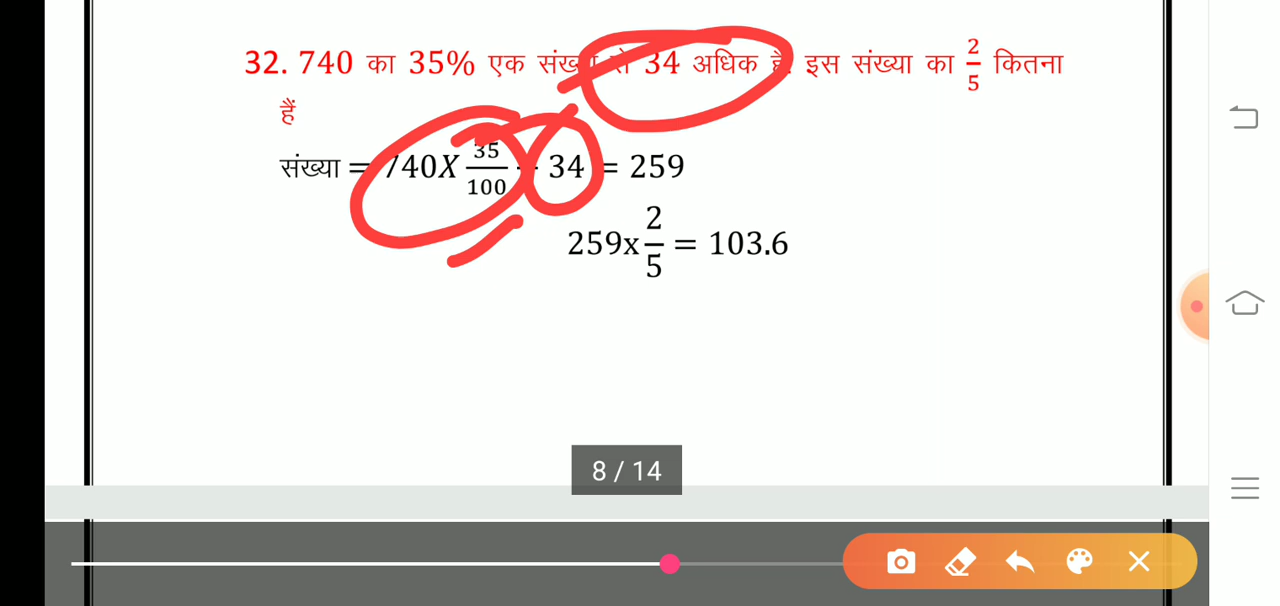 32. 740 का 35% एक संख्या से 34 अधिक है. इस संख्या का 2/5 कितना
हैं
संख्या = 740X 35/100 - 34 = 259
259x 2/5 = 103.6
8 / 14